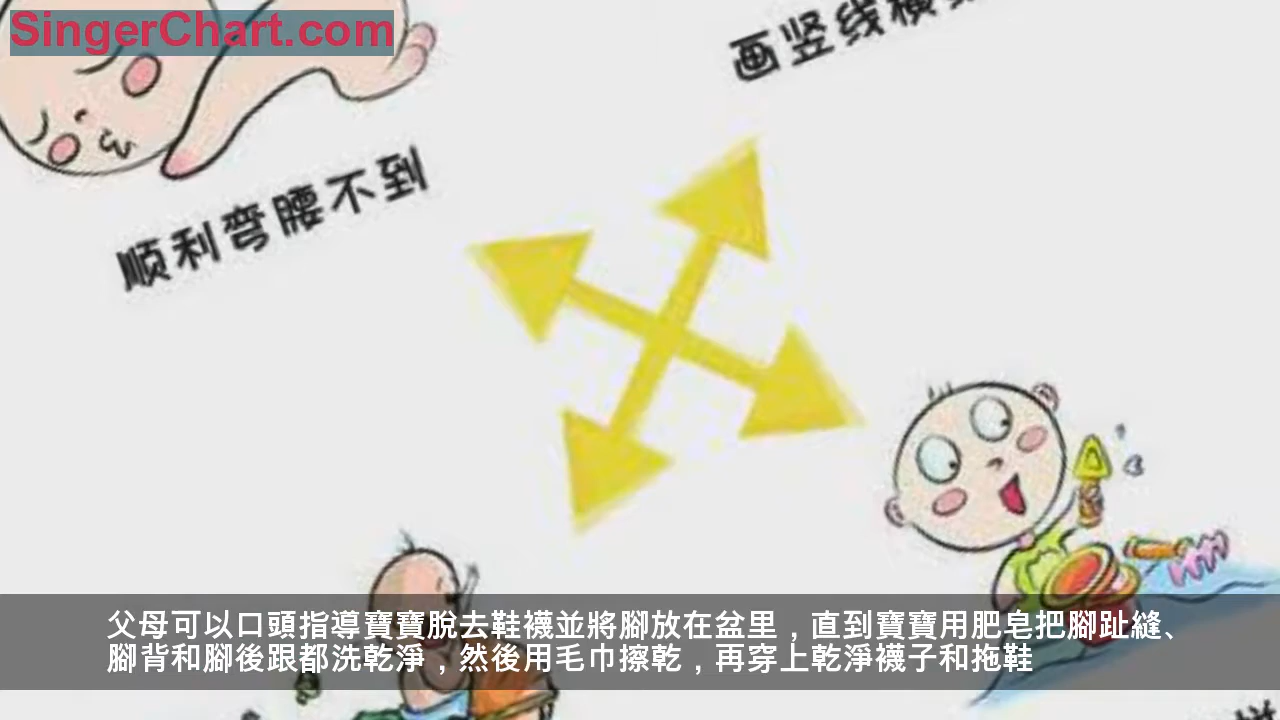 SingerChart.com
画竖线横
顺利弯腰不到
父母可以口頭指導寶寶脫去鞋襪並將腳放在盆里，直到寶寶用肥皂把腳趾縫、
腳背和腳後跟都洗乾淨，然後用毛巾擦乾，再穿上乾淨襪子和拖鞋